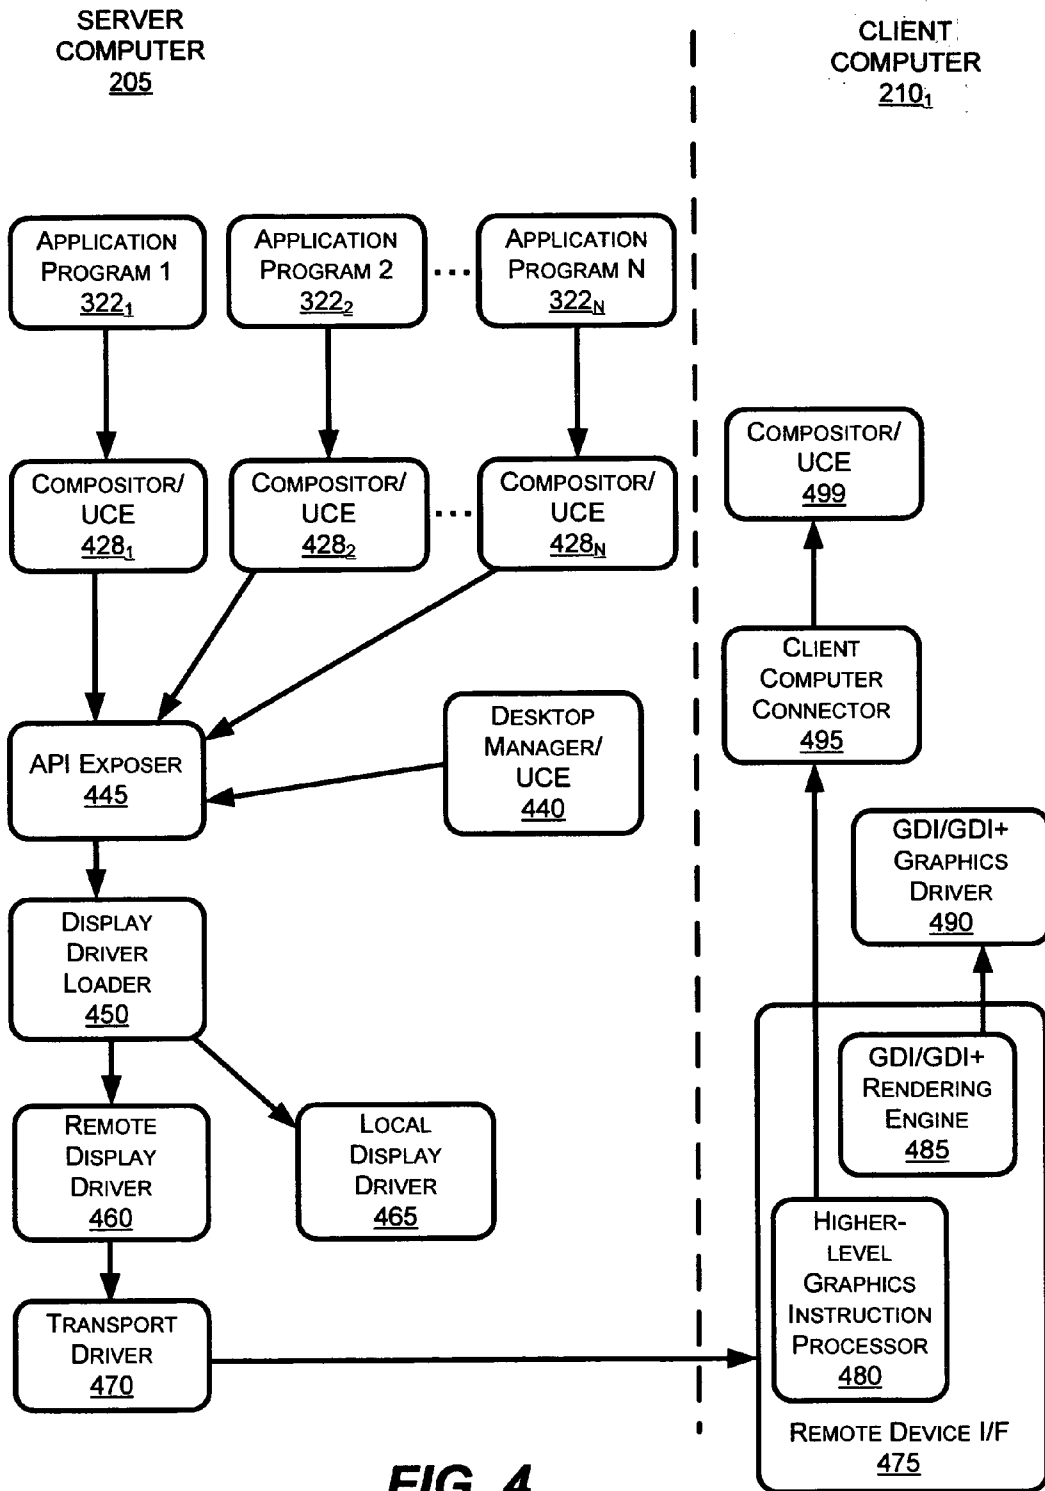 SERVER
COMPUTER
205
CLIENT
COMPUTER
210₁
APPLICATION
PROGRAM 1
322₁
APPLICATION
PROGRAM 2
322₂
...
APPLICATION
PROGRAM N
322ₙ
COMPOSITOR/
UCE
428₁
COMPOSITOR/
UCE
428₂
...
COMPOSITOR/
UCE
428ₙ
COMPOSITOR/
UCE
499
CLIENT
COMPUTER
CONNECTOR
495
API EXPOSER
445
DESKTOP
MANAGER/
UCE
440
GDI/GDI+
GRAPHICS
DRIVER
490
DISPLAY
DRIVER
LOADER
450
GDI/GDI+
RENDERING
ENGINE
485
REMOTE
DISPLAY
DRIVER
460
LOCAL
DISPLAY
DRIVER
465
HIGHER-
LEVEL
GRAPHICS
INSTRUCTION
PROCESSOR
480
TRANSPORT
DRIVER
470
REMOTE DEVICE I/F
475
FIG. 4